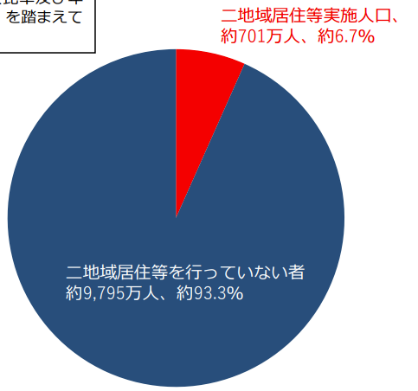 を踏まえて
二地域居住等実施人口、
約701万人、約6.7%
二地域居住等を行っていない者
約9,795万人、約93.3%